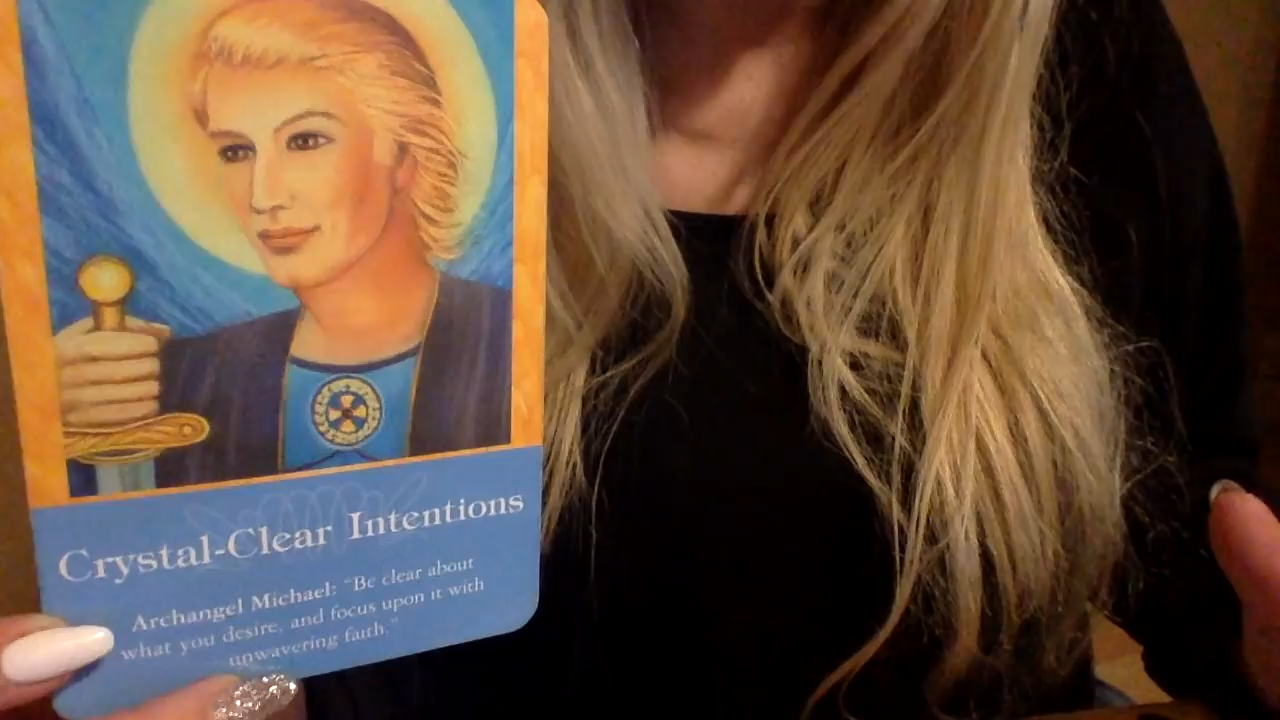 Crystal-Clear Intentions
Archangel Michael: “Be clear about
what you desire, and focus upon it with
unwavering faith.”